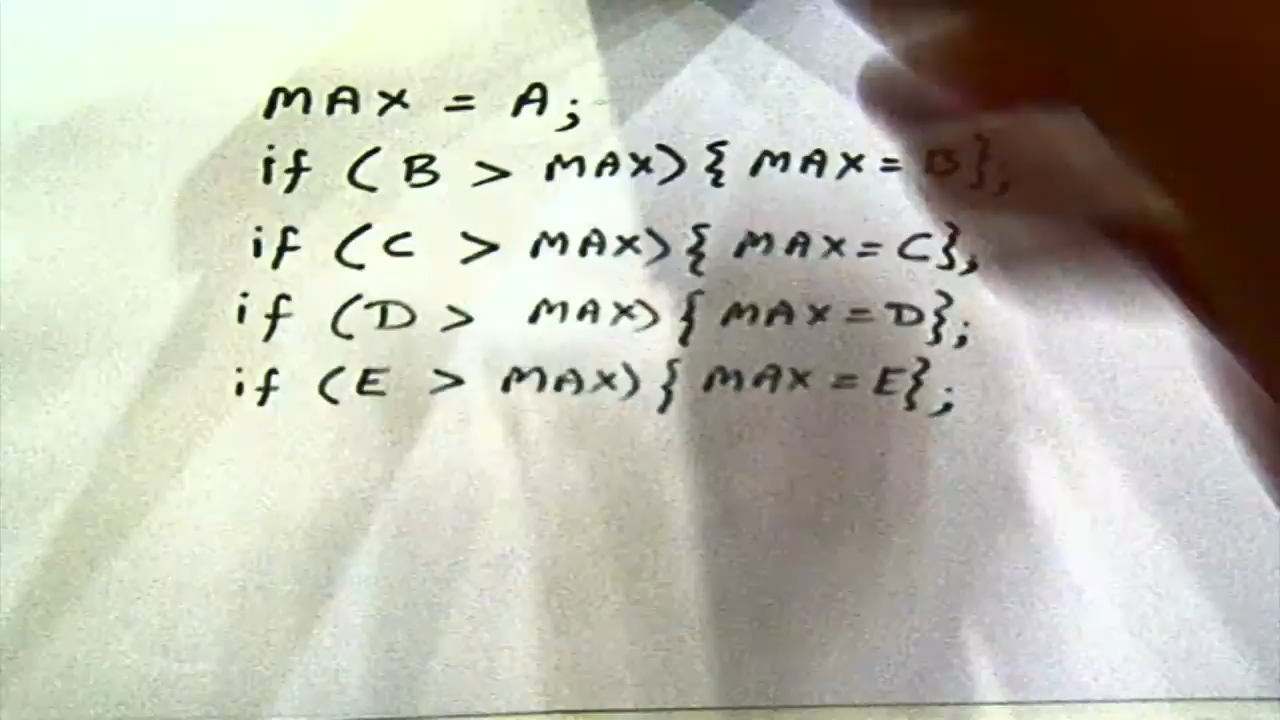 MAX = A;
if (B > MAX){ MAX = B};
if (C > MAX){ MAX = C};
if (D > MAX){ MAX = D};
if (E > MAX){ MAX = E};